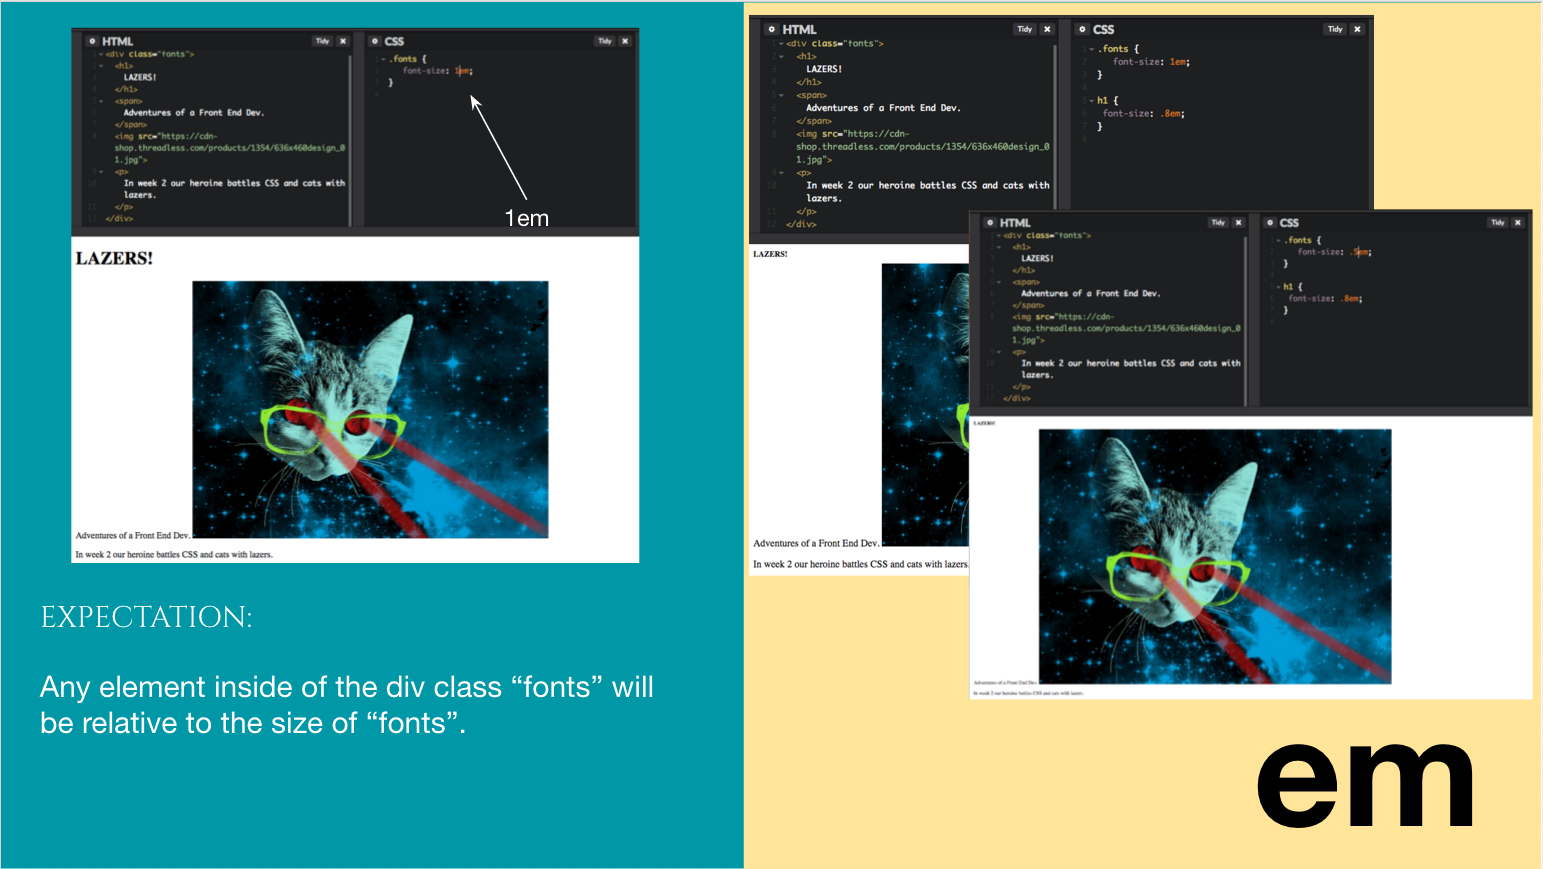 HTML
Tidy
<div class="fonts">
<h1>
LAZERS!
</h1>
<span>
Adventures of a Front End Dev.
</span>
<img src="https://cdn-
shop.threadless.com/products/1354/636x460design_0
1.jpg">
<p>
In week 2 our heroine battles CSS and cats with
lazers.
</p>
</div>
CSS
Tidy
.fonts {
font-size: 1em;
}
1em
LAZERS!
Adventures of a Front End Dev.
In week 2 our heroine battles CSS and cats with lazers.
EXPECTATION:
Any element inside of the div class “fonts” will
be relative to the size of “fonts”.
HTML
Tidy
<div class="fonts">
<h1>
LAZERS!
</h1>
<span>
Adventures of a Front End Dev.
</span>
<img src="https://cdn-
shop.threadless.com/products/1354/636x460design_0
1.jpg">
<p>
In week 2 our heroine battles CSS and cats with
lazers.
</p>
</div>
CSS
Tidy
.fonts {
font-size: 1em;
}
h1 {
font-size: .8em;
}
LAZERS!
Adventures of a Front End Dev.
In week 2 our heroine battles CSS and cats with lazers.
HTML
Tidy
<div class="fonts">
<h1>
LAZERS!
</h1>
<span>
Adventures of a Front End Dev.
</span>
<img src="https://cdn-
shop.threadless.com/products/1354/636x460design_0
1.jpg">
<p>
In week 2 our heroine battles CSS and cats with
lazers.
</p>
</div>
CSS
Tidy
.fonts {
font-size: .5em;
}
h1 {
font-size: .8em;
}
LAZERS!
Adventures of a Front End Dev.
In week 2 our heroine battles CSS and cats with lazers.
em